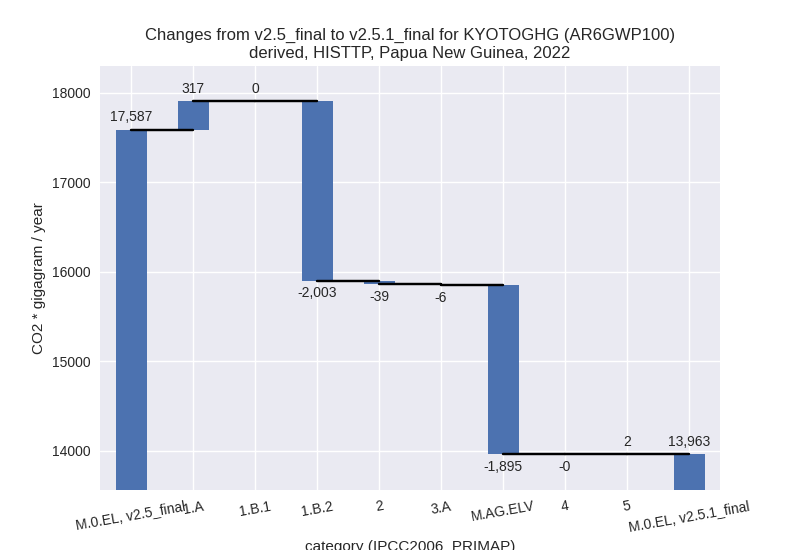 Changes from v2.5_final to v2.5.1_final for KYOTOGHG (AR6GWP100)
derived, HISTTP, Papua New Guinea, 2022
CO2 * gigagram / year
18000
17000
16000
15000
14000
17,587
317
0
-2,003
-39
-6
-1,895
-0
2
13,963
M.0.EL, v2.5_final
1.A
1.B.1
1.B.2
2
3.A
M.AG.ELV
4
5
M.0.EL, v2.5.1_final
category (IPCC2006_PRIMAP)